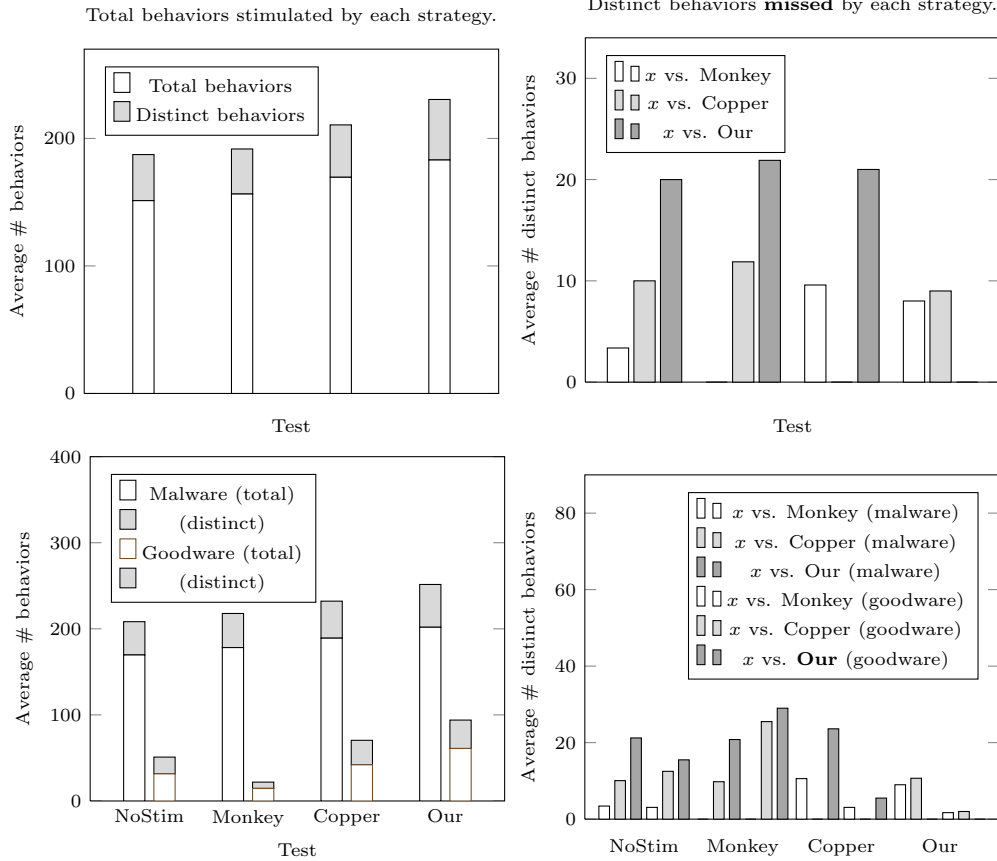 Total behaviors stimulated by each strategy.
Average # behaviors
200
100
0
Total behaviors
Distinct behaviors
Test
Distinct behaviors missed by each strategy.
Average # distinct behaviors
30
20
10
0
x vs. Monkey
x vs. Copper
x vs. Our
Test
Average # behaviors
400
300
200
100
0
Malware (total)
(distinct)
Goodware (total)
(distinct)
NoStim Monkey Copper Our
Test
Average # distinct behaviors
80
60
40
20
0
x vs. Monkey (malware)
x vs. Copper (malware)
x vs. Our (malware)
x vs. Monkey (goodware)
x vs. Copper (goodware)
x vs. Our (goodware)
NoStim Monkey Copper Our